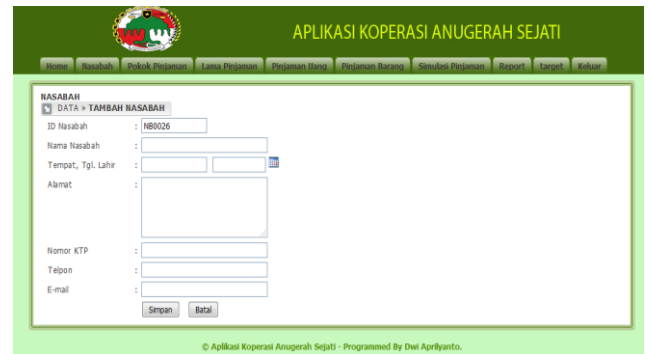 APLIKASI KOPERASI ANUGERAH SEJATI
Home Nasabah Pokok Pinjaman Lama Pinjaman Pinjaman Uang Pinjaman Barang Simulasi Pinjaman Report target Keluar
NASABAH
DATA » TAMBAH NASABAH
ID Nasabah : NB0026
Nama Nasabah :
Tempat, Tgl. Lahir :
Alamat :
Nomor KTP :
Telpon :
E-mail :
Simpan Batal
© Aplikasi Koperasi Anugerah Sejati - Programmed By Dwi Aprilyanto.